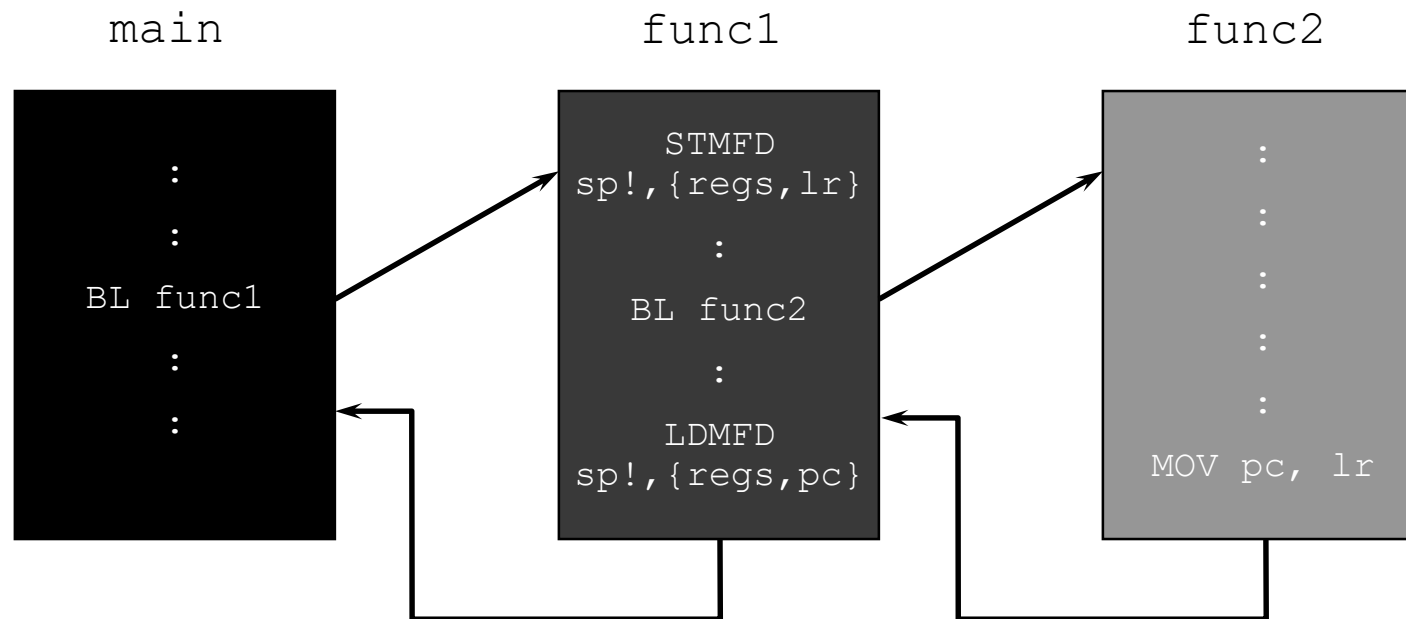 main
:
:
BL func1
:
:
func1
STMFD
sp!,{regs,lr}
:
BL func2
:
LDMFD
sp!,{regs,pc}
func2
:
:
:
:
:
MOV pc, lr